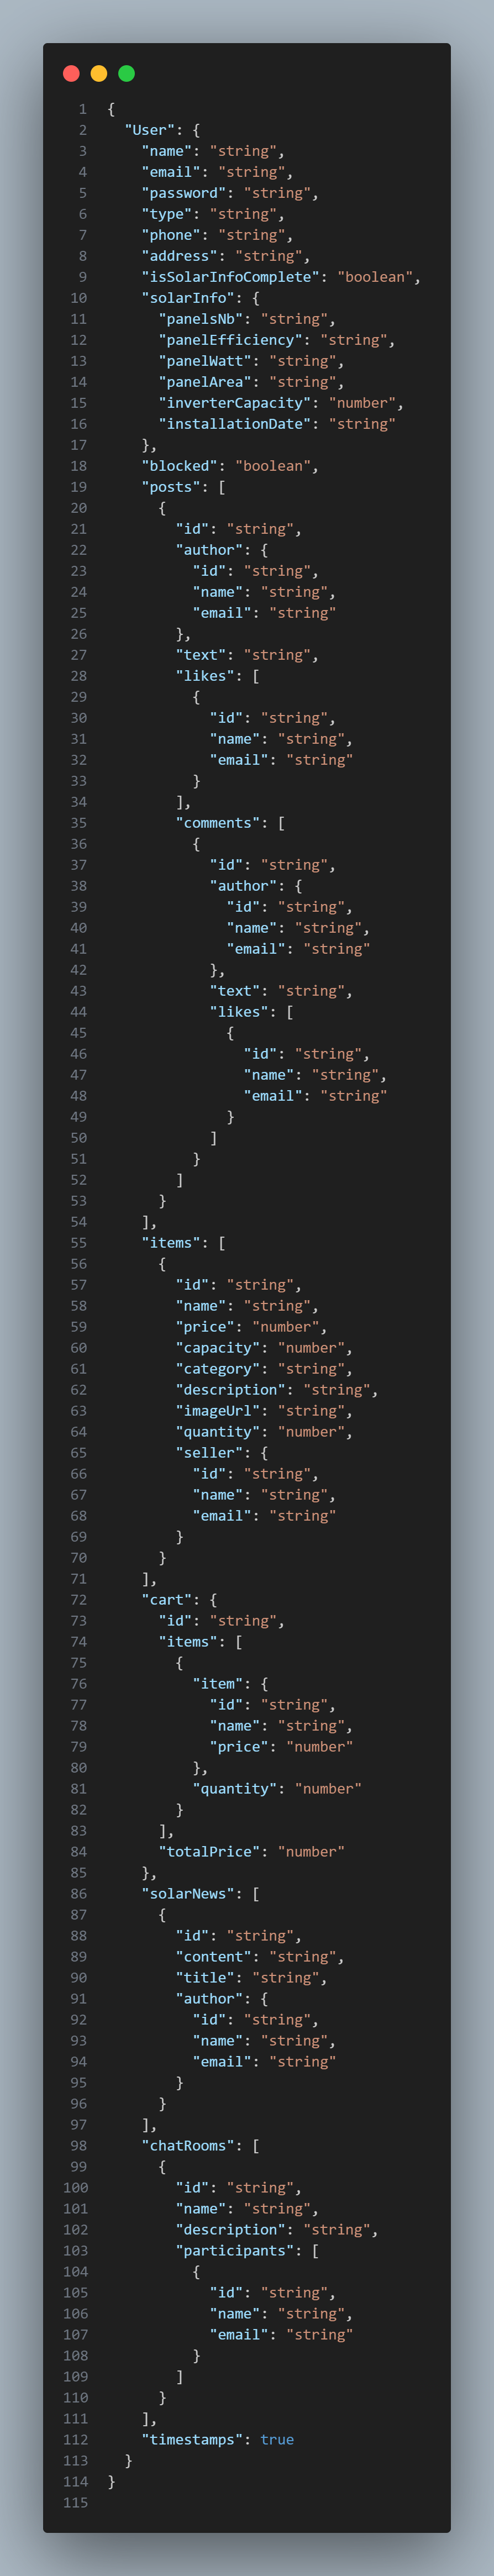 1 {
2   "User": {
3     "name": "string",
4     "email": "string",
5     "password": "string",
6     "type": "string",
7     "phone": "string",
8     "address": "string",
9     "isSolarInfoComplete": "boolean",
10     "solarInfo": {
11       "panelsNb": "string",
12       "panelEfficiency": "string",
13       "panelWatt": "string",
14       "panelArea": "string",
15       "inverterCapacity": "number",
16       "installationDate": "string"
17     },
18     "blocked": "boolean",
19     "posts": [
20       {
21         "id": "string",
22         "author": {
23           "id": "string",
24           "name": "string",
25           "email": "string"
26         },
27         "text": "string",
28         "likes": [
29           {
30             "id": "string",
31             "name": "string",
32             "email": "string"
33           }
34         ],
35         "comments": [
36           {
37             "id": "string",
38             "author": {
39               "id": "string",
40               "name": "string",
41               "email": "string"
42             },
43             "text": "string",
44             "likes": [
45               {
46                 "id": "string",
47                 "name": "string",
48                 "email": "string"
49               }
50             ]
51           }
52         ]
53       }
54     ],
55     "items": [
56       {
57         "id": "string",
58         "name": "string",
59         "price": "number",
60         "capacity": "number",
61         "category": "string",
62         "description": "string",
63         "imageUrl": "string",
64         "quantity": "number",
65         "seller": {
66           "id": "string",
67           "name": "string",
68           "email": "string"
69         }
70       }
71     ],
72     "cart": {
73       "id": "string",
74       "items": [
75         {
76           "item": {
77             "id": "string",
78             "name": "string",
79             "price": "number"
80           },
81           "quantity": "number"
82         }
83       ],
84       "totalPrice": "number"
85     },
86     "solarNews": [
87       {
88         "id": "string",
89         "content": "string",
90         "title": "string",
91         "author": {
92           "id": "string",
93           "name": "string",
94           "email": "string"
95         }
96       }
97     ],
98     "chatRooms": [
99       {
100         "id": "string",
101         "name": "string",
102         "description": "string",
103         "participants": [
104           {
105             "id": "string",
106             "name": "string",
107             "email": "string"
108           }
109         ]
110       }
111     ],
112     "timestamps": true
113   }
114 }
115